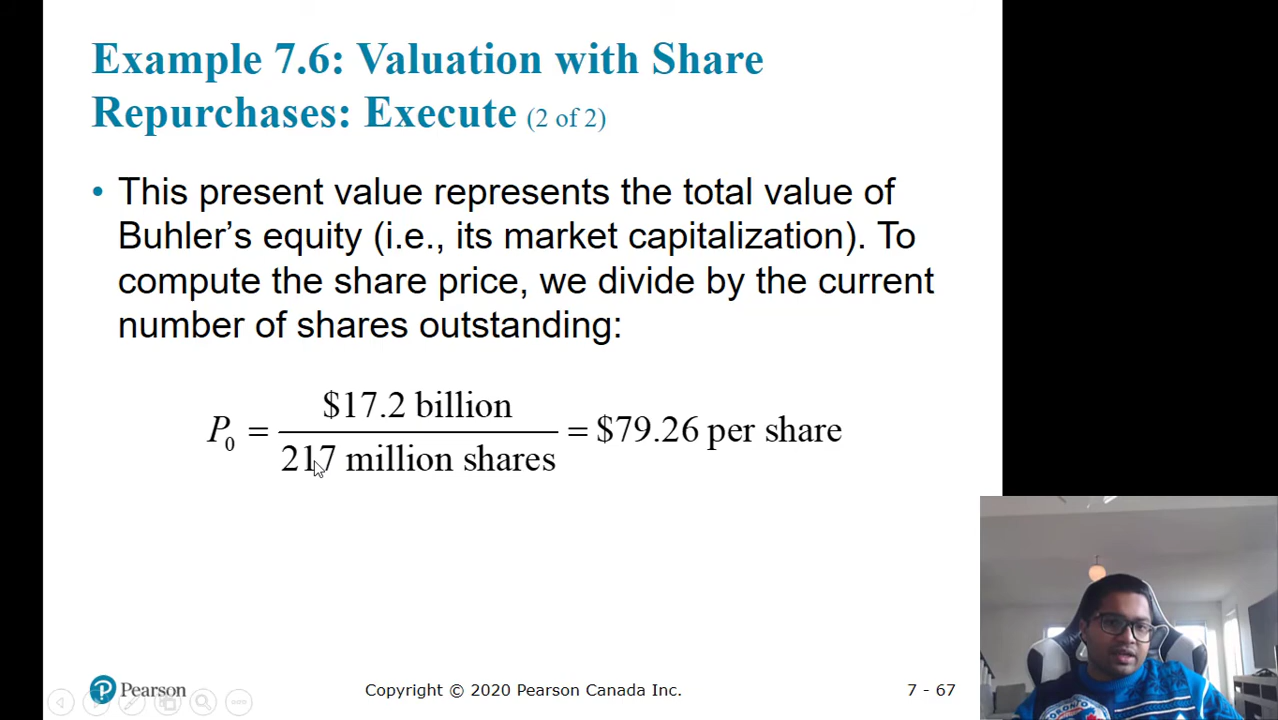 Example 7.6: Valuation with Share
Repurchases: Execute (2 of 2)
• This present value represents the total value of
Buhler’s equity (i.e., its market capitalization). To
compute the share price, we divide by the current
number of shares outstanding:
P₀ = $17.2 billion / 217 million shares = $79.26 per share
Pearson
Copyright © 2020 Pearson Canada Inc.
7 - 67
TORONTO